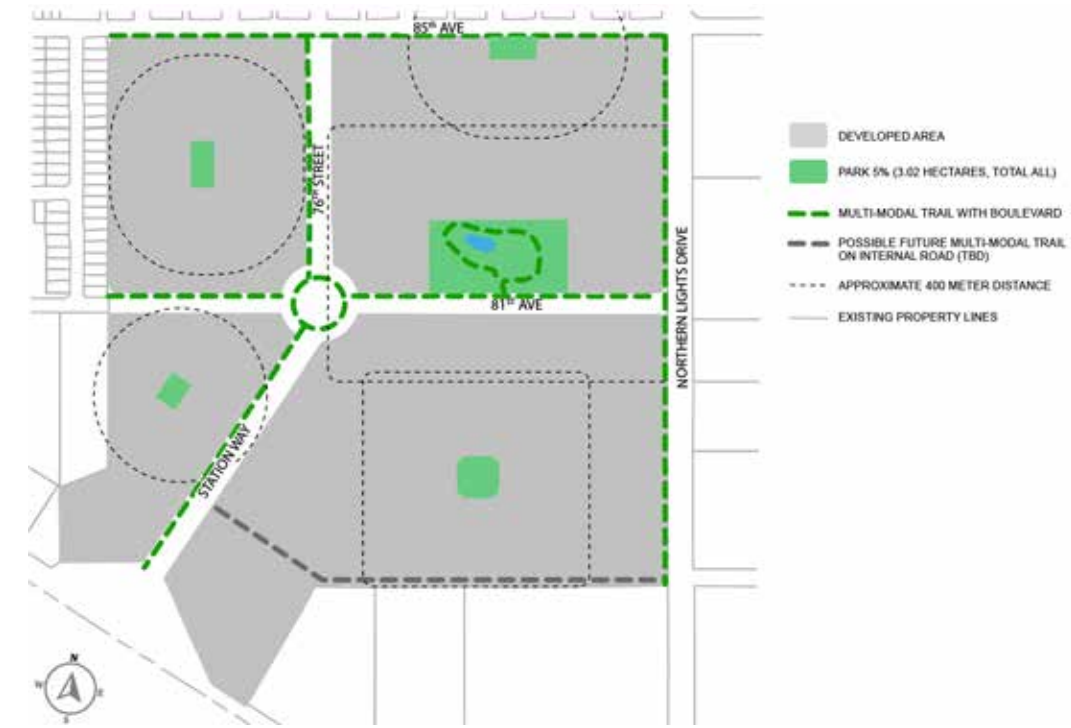 85th AVE
76th STREET
NORTHERN LIGHTS DRIVE
81st AVE
STATION WAY
DEVELOPED AREA
PARK 5% (3.02 HECTARES, TOTAL ALL)
MULTI-MODAL TRAIL WITH BOULEVARD
POSSIBLE FUTURE MULTI-MODAL TRAIL
ON INTERNAL ROAD (TBD)
APPROXIMATE 400 METER DISTANCE
EXISTING PROPERTY LINES
N
W
E
S